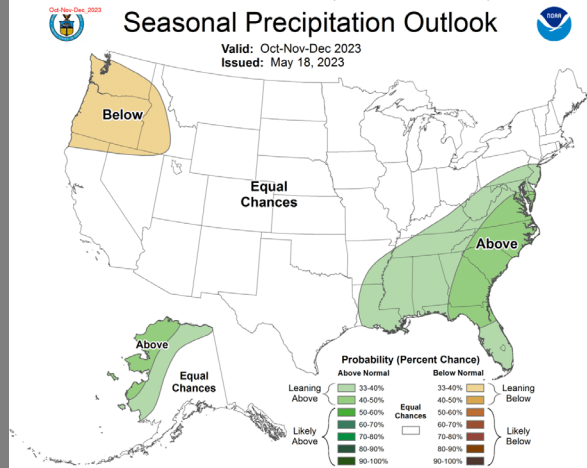 Oct-Nov-Dec_2023
Seasonal Precipitation Outlook
NOAA
Valid: Oct-Nov-Dec 2023
Issued: May 18, 2023
Below
Equal
Chances
Above
Above
Equal
Chances
Probability (Percent Chance)
Above Normal Below Normal
Leaning
Above
33-40%
40-50%
Likely
Above
50-60%
60-70%
70-80%
80-90%
90-100%
Equal
Chances
33-40%
40-50%
Leaning
Below
50-60%
60-70%
70-80%
80-90%
90-100%
Likely
Below